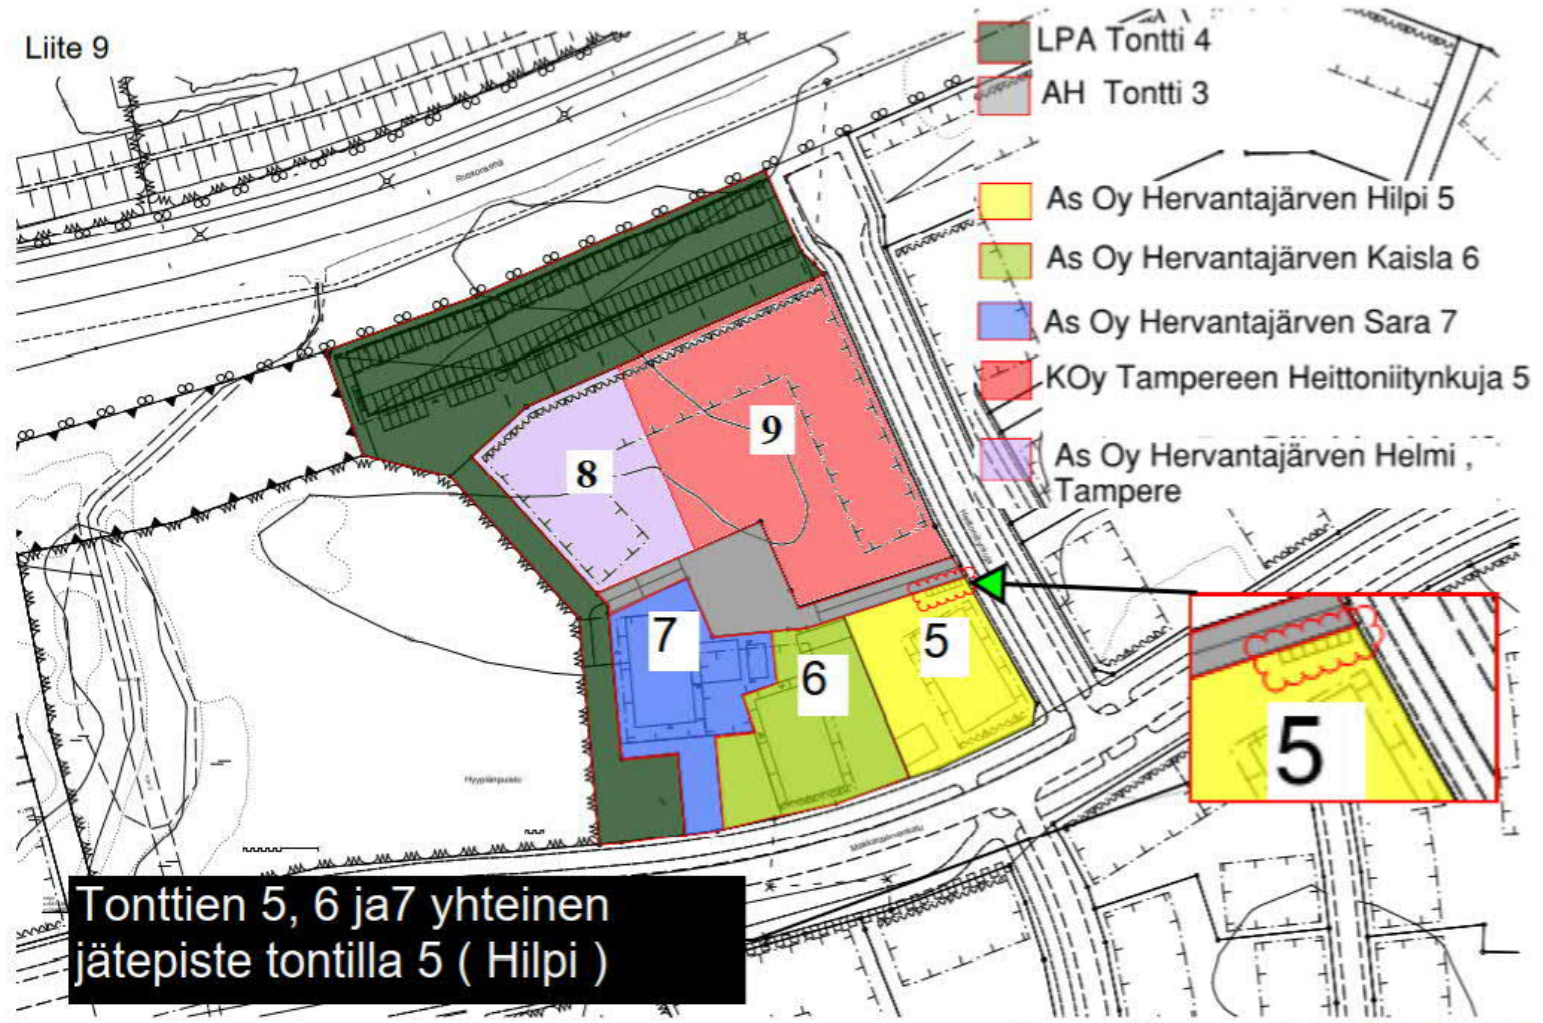 Liite 9
LPA Tontti 4
AH Tontti 3
As Oy Hervantajärven Hilpi 5
As Oy Hervantajärven Kaisla 6
As Oy Hervantajärven Sara 7
KOy Tampereen Heittoniitynkuja 5
As Oy Hervantajärven Helmi ,
Tampere
9
8
7
6
5
5
Hyypiänpuisto
Makkarajärvenkatu
Tonttien 5, 6 ja7 yhteinen
jätepiste tontilla 5 ( Hilpi )